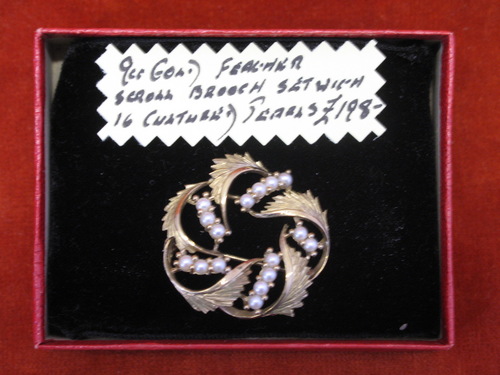 9ct GOLD FEATHER
SCROLL BROOCH SET WITH
16 CULTURED PEARLS £198-